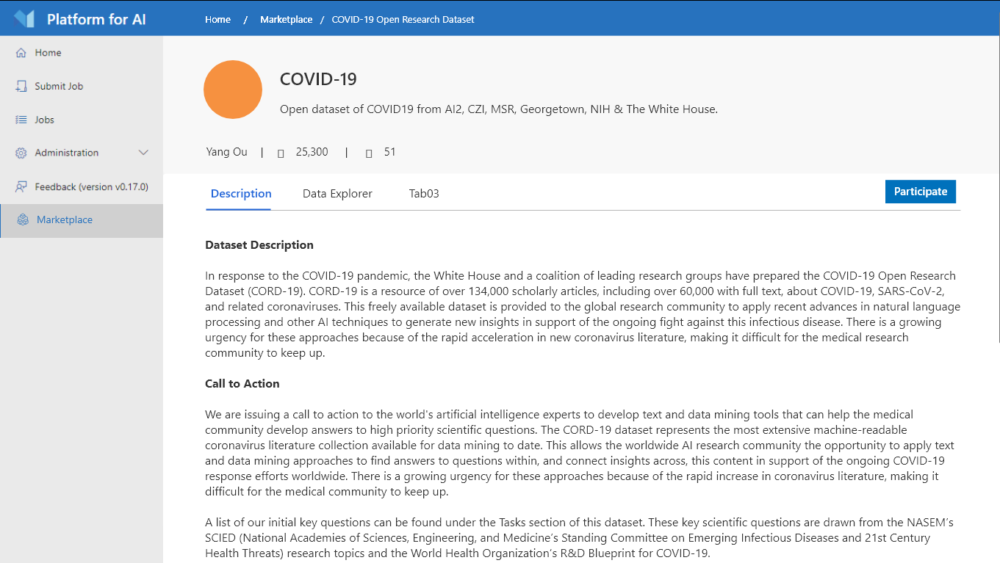 Platform for AI
Home / Marketplace / COVID-19 Open Research Dataset
Home
Submit Job
Jobs
Administration
Feedback (version v0.17.0)
Marketplace
COVID-19
Open dataset of COVID19 from AI2, CZI, MSR, Georgetown, NIH & The White House.
Yang Ou | 25,300 | 51
Description Data Explorer Tab03 Participate
Dataset Description
In response to the COVID-19 pandemic, the White House and a coalition of leading research groups have prepared the COVID-19 Open Research
Dataset (CORD-19). CORD-19 is a resource of over 134,000 scholarly articles, including over 60,000 with full text, about COVID-19, SARS-CoV-2,
and related coronaviruses. This freely available dataset is provided to the global research community to apply recent advances in natural language
processing and other AI techniques to generate new insights in support of the ongoing fight against this infectious disease. There is a growing
urgency for these approaches because of the rapid acceleration in new coronavirus literature, making it difficult for the medical research
community to keep up.
Call to Action
We are issuing a call to action to the world's artificial intelligence experts to develop text and data mining tools that can help the medical
community develop answers to high priority scientific questions. The CORD-19 dataset represents the most extensive machine-readable
coronavirus literature collection available for data mining to date. This allows the worldwide AI research community the opportunity to apply text
and data mining approaches to find answers to questions within, and connect insights across, this content in support of the ongoing COVID-19
response efforts worldwide. There is a growing urgency for these approaches because of the rapid increase in coronavirus literature, making it
difficult for the medical community to keep up.
A list of our initial key questions can be found under the Tasks section of this dataset. These key scientific questions are drawn from the NASEM’s
SCIED (National Academies of Sciences, Engineering, and Medicine’s Standing Committee on Emerging Infectious Diseases and 21st Century
Health Threats) research topics and the World Health Organization’s R&D Blueprint for COVID-19.